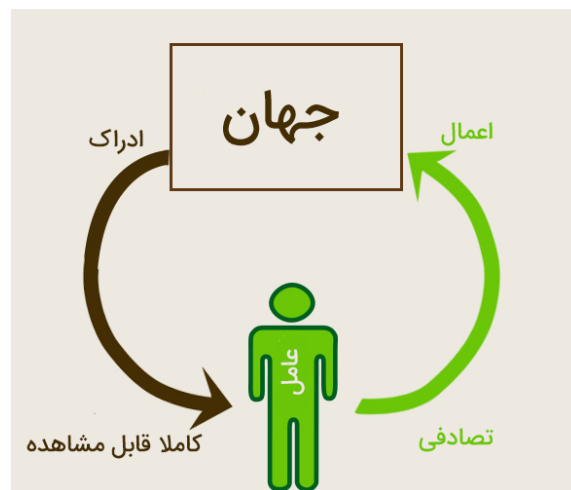 جهان
اعمال
ادراک
عامل
تصادفی
کاملا قابل مشاهده